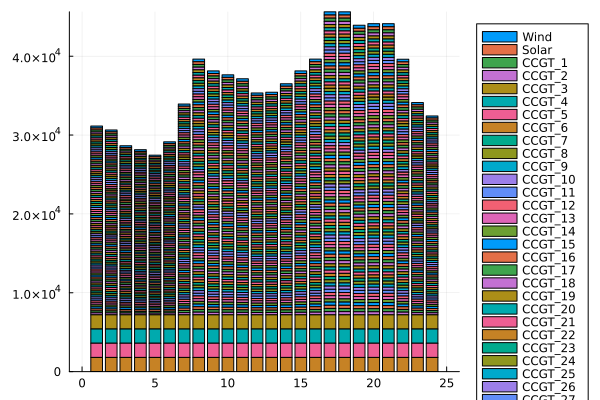 4.0×10⁴
3.0×10⁴
2.0×10⁴
1.0×10⁴
0
0 5 10 15 20 25
Wind
Solar
CCGT_1
CCGT_2
CCGT_3
CCGT_4
CCGT_5
CCGT_6
CCGT_7
CCGT_8
CCGT_9
CCGT_10
CCGT_11
CCGT_12
CCGT_13
CCGT_14
CCGT_15
CCGT_16
CCGT_17
CCGT_18
CCGT_19
CCGT_20
CCGT_21
CCGT_22
CCGT_23
CCGT_24
CCGT_25
CCGT_26
CCGT_27